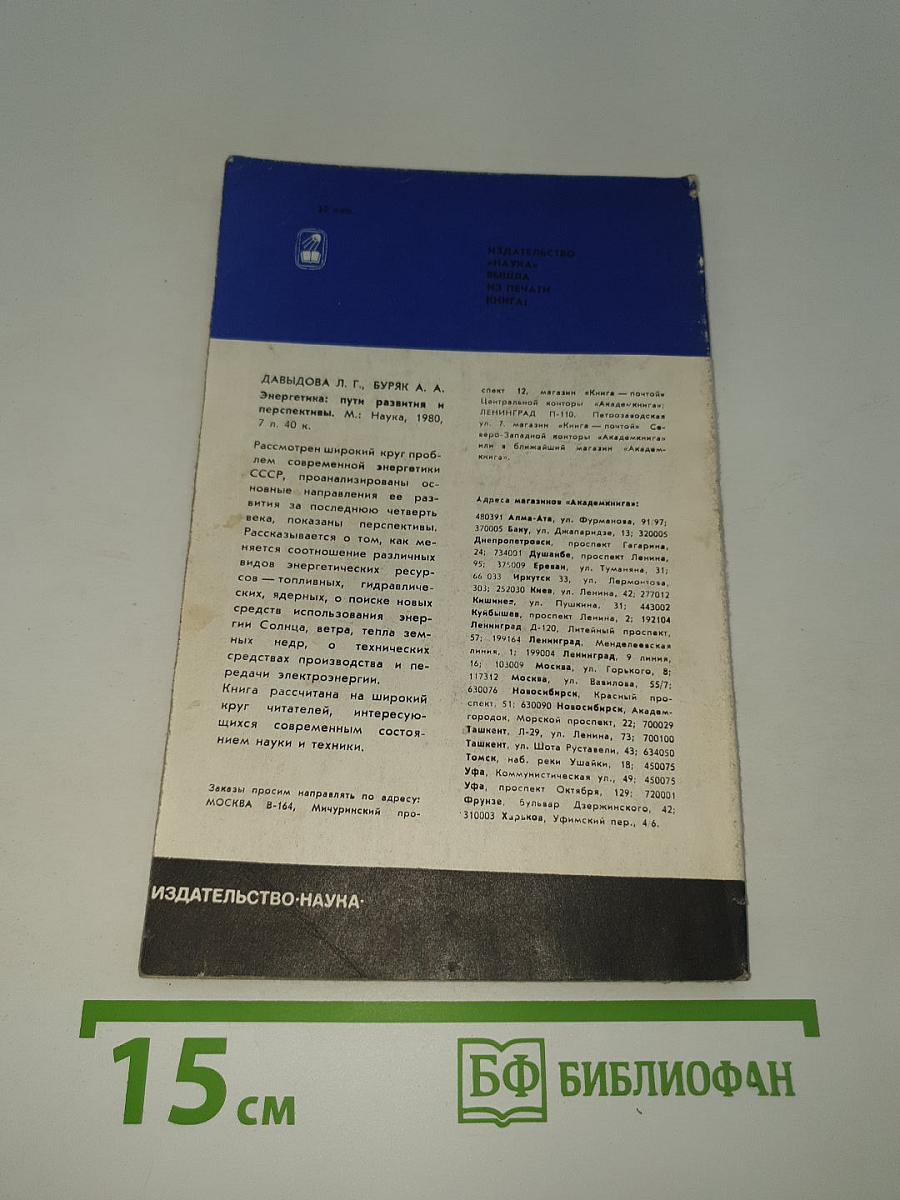 ИЗДАТЕЛЬСТВО
«НАУКА»
ВЫШЛА
ИЗ ПЕЧАТИ
КНИГА:
ДАВЫДОВА Л. Г., БУРЯК А. А.
Энергетика: пути развития и
перспективы. М.: Наука, 1980,
7 л. 40 к.
Рассмотрен широкий круг проб-
лем современной энергетики
СССР, проанализированы ос-
новные направления ее раз-
вития за последнюю четверть
века, показаны перспективы.
Рассказывается о том, как ме-
няется соотношение различных
видов энергетических ресур-
сов — топливных, гидравличе-
ских, ядерных, о поиске новых
средств использования энер-
гии Солнца, ветра, тепла зем-
ных недр, о технических
средствах производства и пе-
редачи электроэнергии.
Книга рассчитана на широкий
круг читателей, интересую-
щихся современным состоя-
нием науки и техники.
Заказы просим направлять по адресу:
МОСКВА В-164, Мичуринский про-
спект 12, магазин «Книга — почтой»
Центральной конторы «Академкнига»;
ЛЕНИНГРАД П-110. Петрозаводская
ул. 7. магазин «Книга — почтой» Се-
веро-Западной конторы «Академкнига»
или в ближайший магазин «Академ-
книга».
Адреса магазинов «Академкнига»:
480391 Алма-Ата, ул. Фурманова, 91/97;
370005 Баку, ул. Джапаридзе, 13; 320005
Днепропетровск, проспект Гагарина,
24; 734001 Душанбе, проспект Ленина,
95; 375009 Ереван, ул. Туманяна, 31;
66 033 Иркутск 33, ул. Лермонтова,
303; 252030 Киев, ул. Ленина, 42; 277012
Кишинев, ул. Пушкина, 31; 443002
Куйбышев, проспект Ленина, 2; 192104
Ленинград Д-120, Литейный проспект,
57; 199164 Ленинград, Менделеевская
линия, 1; 199004 Ленинград, 9 линия,
16; 103009 Москва, ул. Горького, 8;
117312 Москва, ул. Вавилова, 55/7;
630076 Новосибирск, Красный про-
спект, 51; 630090 Новосибирск, Академ-
городок, Морской проспект, 22; 700029
Ташкент, Л-29, ул. Ленина, 73; 700100
Ташкент, ул. Шота Руставели, 43; 634050
Томск, наб. реки Ушайки, 18; 450075
Уфа, Коммунистическая ул., 49; 450075
Уфа, проспект Октября, 129; 720001
Фрунзе, бульвар Дзержинского, 42;
310003 Харьков, Уфимский пер., 4/6.
ИЗДАТЕЛЬСТВО·НАУКА·
15 см
БФ БИБЛИОФАН